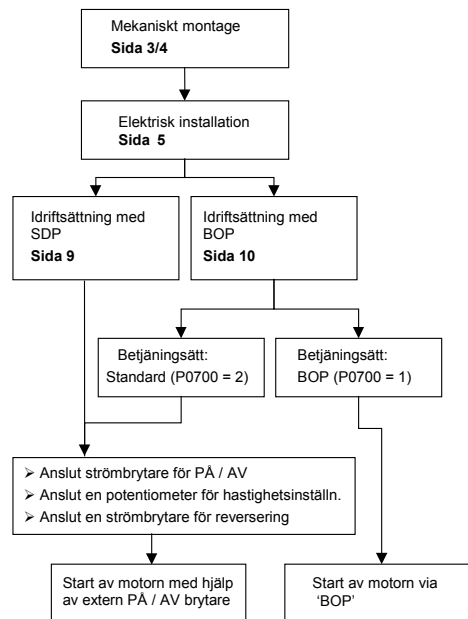 Mekaniskt montage
Sida 3/4
Elektrisk installation
Sida 5
Idriftsättning med
SDP
Sida 9
Idriftsättning med
BOP
Sida 10
Betjäningsätt:
Standard (P0700 = 2)
Betjäningsätt:
BOP (P0700 = 1)
➢ Anslut strömbrytare för PÅ / AV
➢ Anslut en potentiometer för hastighetsinställn.
➢ Anslut en strömbrytare för reversering
Start av motorn med hjälp
av extern PÅ / AV brytare
Start av motorn via
‘BOP’